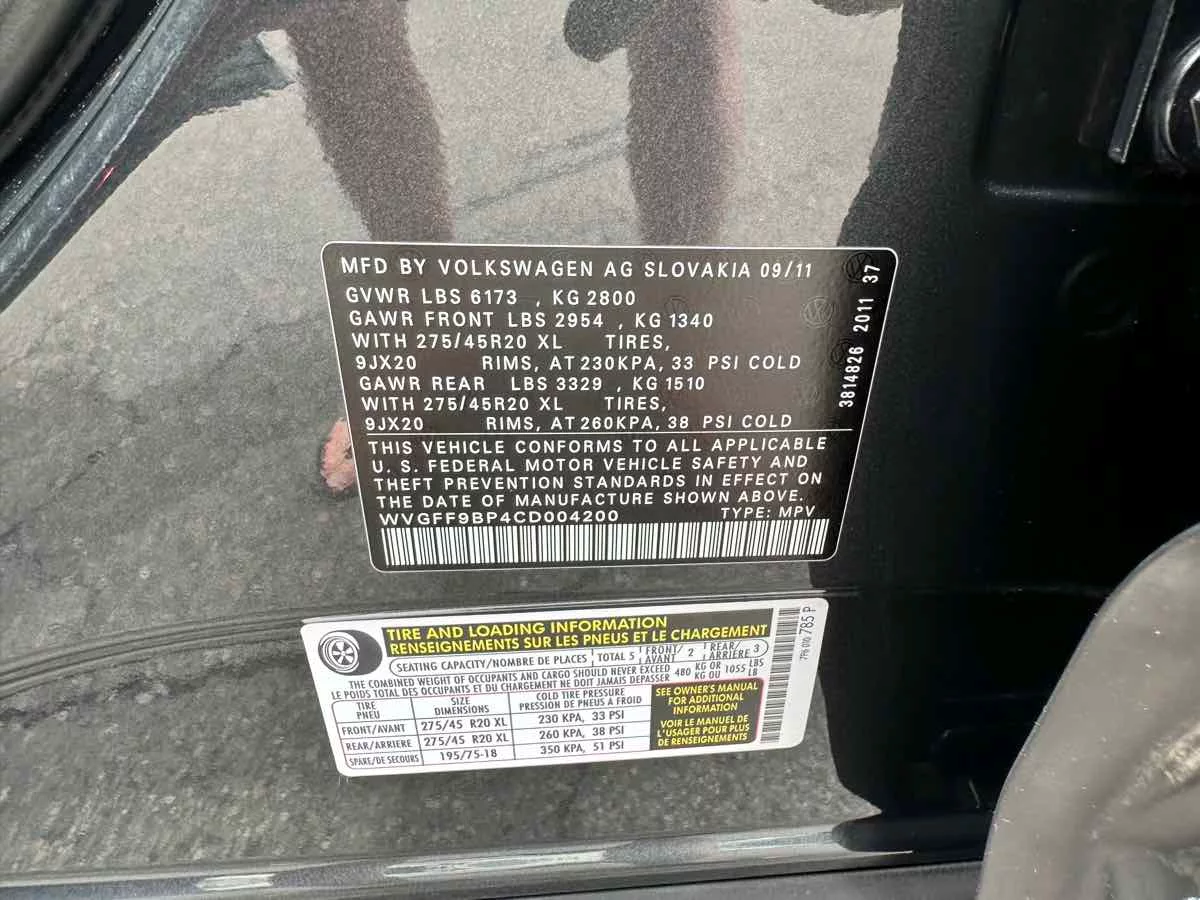 MFD BY VOLKSWAGEN AG SLOVAKIA 09/11
GVWR LBS 6173 , KG 2800
GAWR FRONT LBS 2954 , KG 1340
WITH 275/45R20 XL TIRES,
9JX20 RIMS, AT 230KPA, 33 PSI COLD
GAWR REAR LBS 3329 , KG 1510
WITH 275/45R20 XL TIRES,
9JX20 RIMS, AT 260KPA, 38 PSI COLD
THIS VEHICLE CONFORMS TO ALL APPLICABLE
U. S. FEDERAL MOTOR VEHICLE SAFETY AND
THEFT PREVENTION STANDARDS IN EFFECT ON
THE DATE OF MANUFACTURE SHOWN ABOVE.
WVGFF9BP4CD004200 TYPE: MPV
3814826 2011 37
TIRE AND LOADING INFORMATION
RENSEIGNEMENTS SUR LES PNEUS ET LE CHARGEMENT
SEATING CAPACITY/NOMBRE DE PLACES TOTAL 5 FRONT/AVANT 2 REAR/ARRIERE 3
THE COMBINED WEIGHT OF OCCUPANTS AND CARGO SHOULD NEVER EXCEED 480 KG OR 1055 LBS
LE POIDS TOTAL DES OCCUPANTS ET DU CHARGEMENT NE DOIT JAMAIS DEPASSER KG OU LB
TIRE PNEU SIZE DIMENSIONS COLD TIRE PRESSURE PRESSION DE PNEUS A FROID
FRONT/AVANT 275/45 R20 XL 230 KPA, 33 PSI
REAR/ARRIERE 275/45 R20 XL 260 KPA, 38 PSI
SPARE/DE SECOURS 195/75-18 350 KPA, 51 PSI
SEE OWNER'S MANUAL
FOR ADDITIONAL
INFORMATION
VOIR LE MANUEL DE
L'USAGER POUR PLUS
DE RENSEIGNEMENTS
7P6 010 785 P